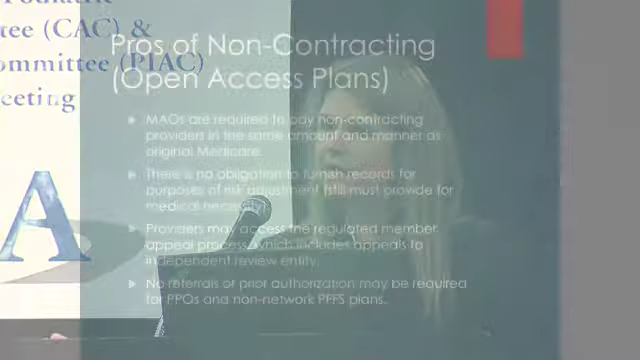 tee (CAC) &
ommittee (PIAC)
eeting
A
Pros of Non-Contracting
(Open Access Plans)
MAOs are required to pay non-contracting
providers in the same amount and manner as
original Medicare.
There is no obligation to furnish records for
purposes of risk adjustment (still must provide for
medical necessity)
Providers may access the regulated member
appeal process which includes appeals to
independent review entity.
No referrals or prior authorization may be required
for PPOs and non-network PFFS plans.